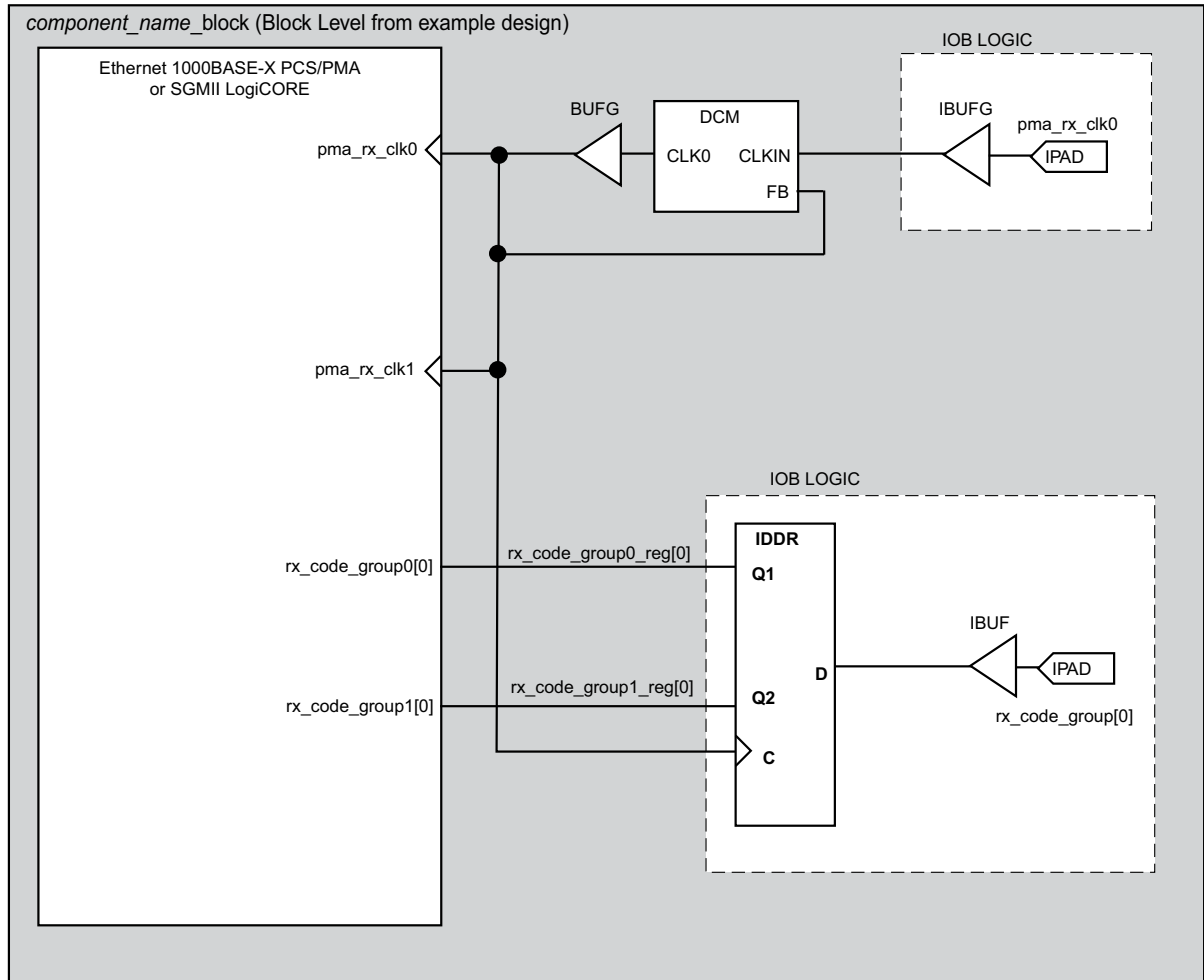 component_name_block (Block Level from example design)
Ethernet 1000BASE-X PCS/PMA
or SGMII LogiCORE
IOB LOGIC
BUFG
DCM
IBUFG
pma_rx_clk0
pma_rx_clk0
CLK0
CLKIN
IPAD
FB
pma_rx_clk1
IOB LOGIC
IDDR
rx_code_group0[0]
rx_code_group0_reg[0]
Q1
IBUF
D
IPAD
rx_code_group1[0]
rx_code_group1_reg[0]
Q2
rx_code_group[0]
C